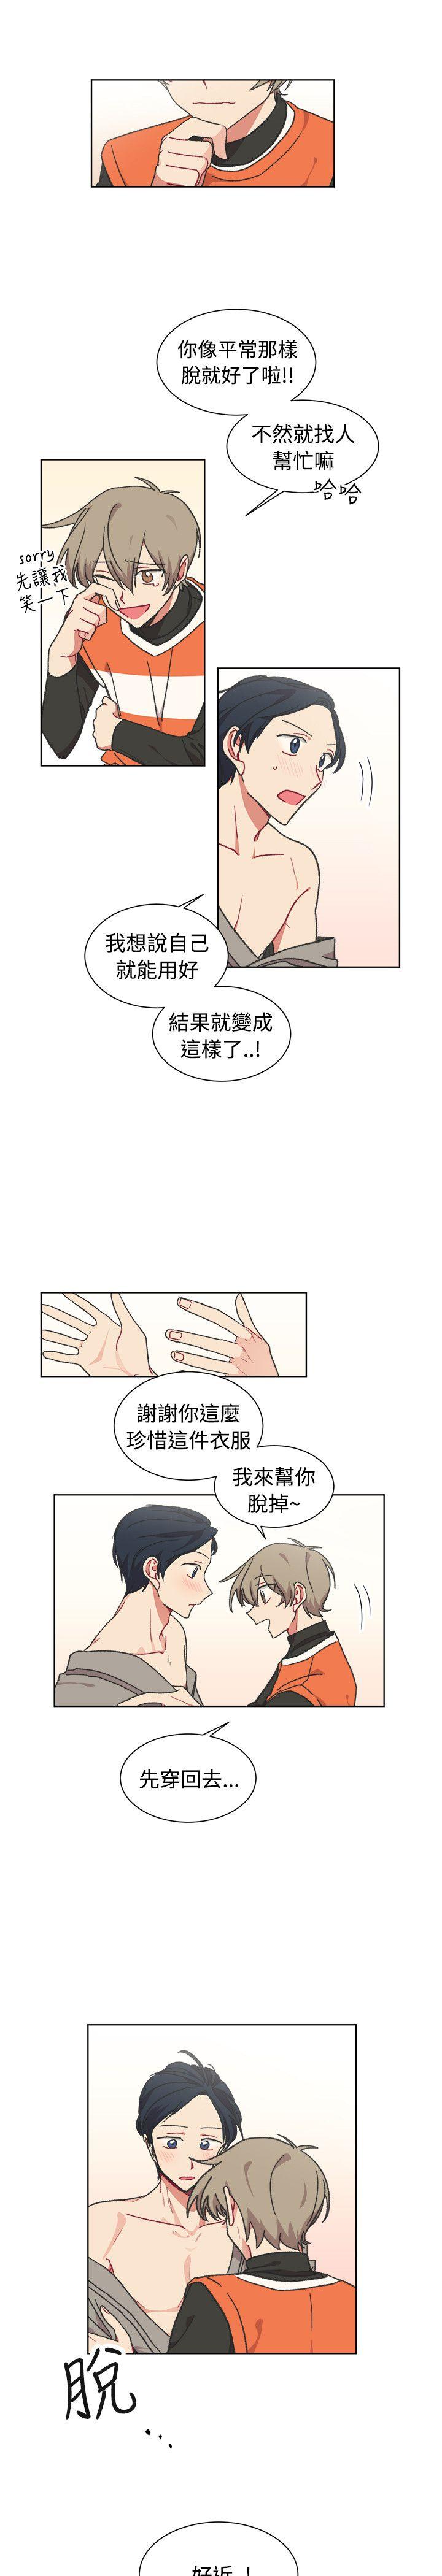 你像平常那樣
脫就好了啦!!
不然就找人
幫忙嘛
哈哈
sorry
先讓我
笑一下
我想說自己
就能用好
結果就變成
這樣了..!
謝謝你這麼
珍惜這件衣服
我來幫你
脫掉~
先穿回去...
脫...
好近..!